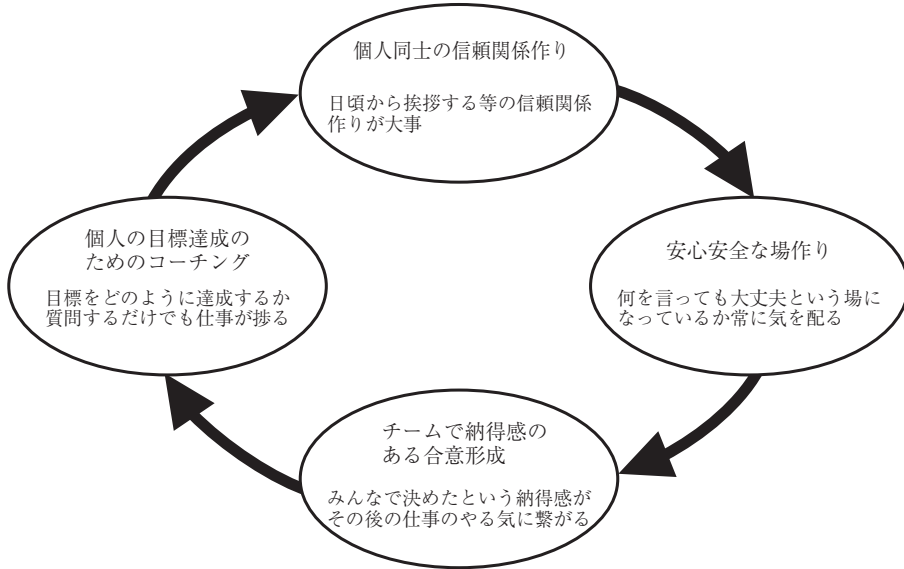 個人同士の信頼関係作り
日頃から挨拶する等の信頼関係
作りが大事
安心安全な場作り
何を言っても大丈夫という場に
なっているか常に気を配る
チームで納得感の
ある合意形成
みんなで決めたという納得感が
その後の仕事のやる気に繋がる
個人の目標達成の
ためのコーチング
目標をどのように達成するか
質問するだけでも仕事が捗る